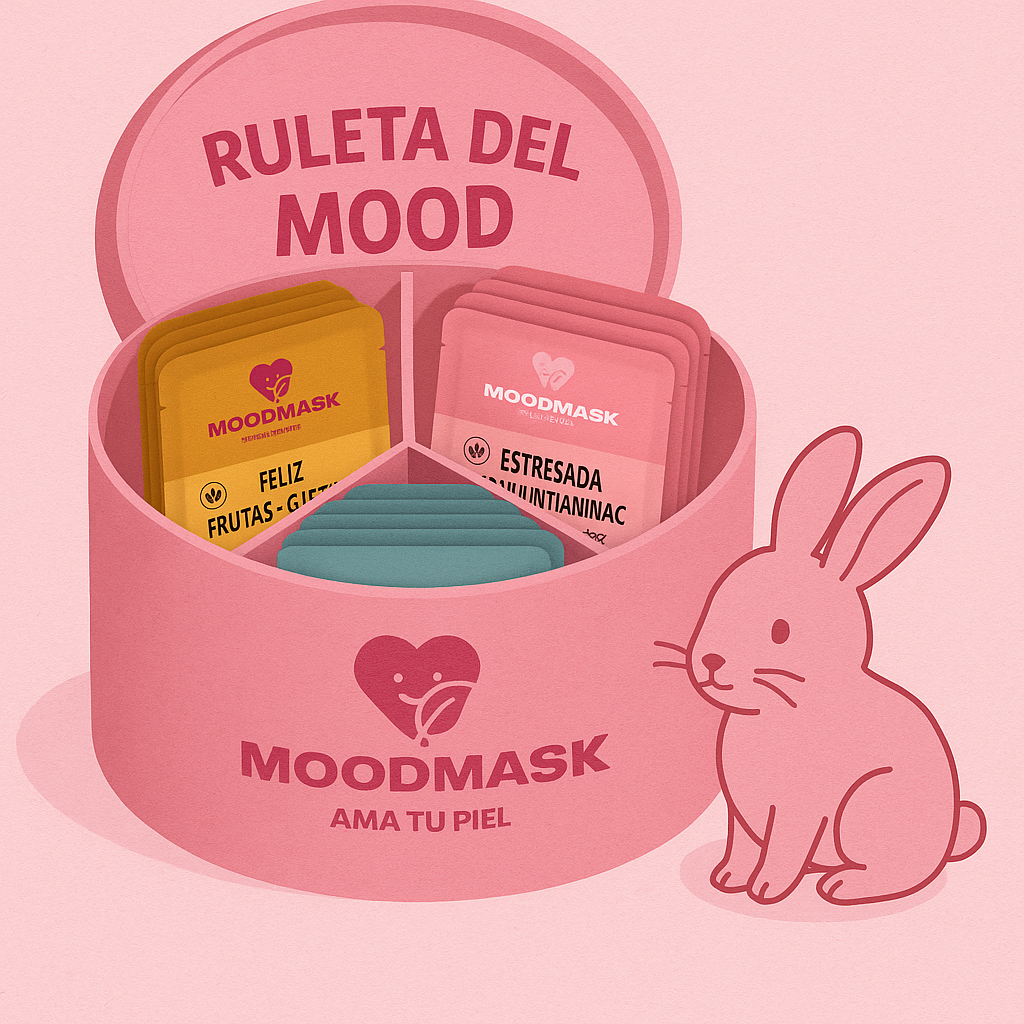 RULETA DEL
MOOD
MOODMASK
FELIZ
FRUTAS -
MOODMASK
ESTRESADA
MOODMASK
AMA TU PIEL